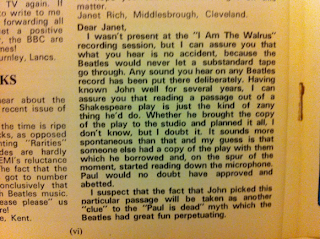 TV again. If
to write to me
forwarding all
et a positive
, the BBC are
nes!
urnley, Lancs.
KS
ear about the
recent issue of
the time is ripe
ks, as opposed
nting "Rarities"
des are hardly
EMI's reluctance
The fact that the
got to number
onclusively that
n Beatles music.
lease please" us
re!
e, Kent.
matter.
Janet Rich, Middlesbrough, Cleveland.
Dear Janet,
I wasn't present at the "I Am The Walrus"
recording session, but I can assure you that
what you hear is no accident, because the
Beatles would never let a substandard tape
go through. Any sound you hear on any Beatles
record has been put there deliberately. Having
known John well for several years, I can
assure you that reading a passage out of a
Shakespeare play is just the kind of zany
thing he'd do. Whether he brought the copy
of the play to the studio and planned it all, I
don't know, but I doubt it. It sounds more
spontaneous than that and my guess is that
someone else had a copy of the play with them
which he borrowed and, on the spur of the
moment, started reading down the microphone.
Paul would no doubt have approved and
abetted.
I suspect that the fact that John picked this
particular passage will be taken as another
"clue" to the "Paul is dead" myth which the
Beatles had great fun perpetuating.
(vi)